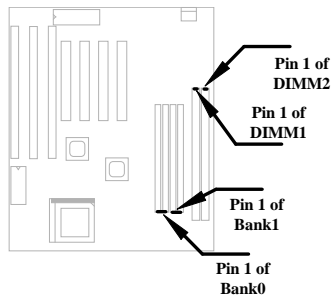 Pin 1 of
DIMM2
Pin 1 of
DIMM1
Pin 1 of
Bank1
Pin 1 of
Bank0